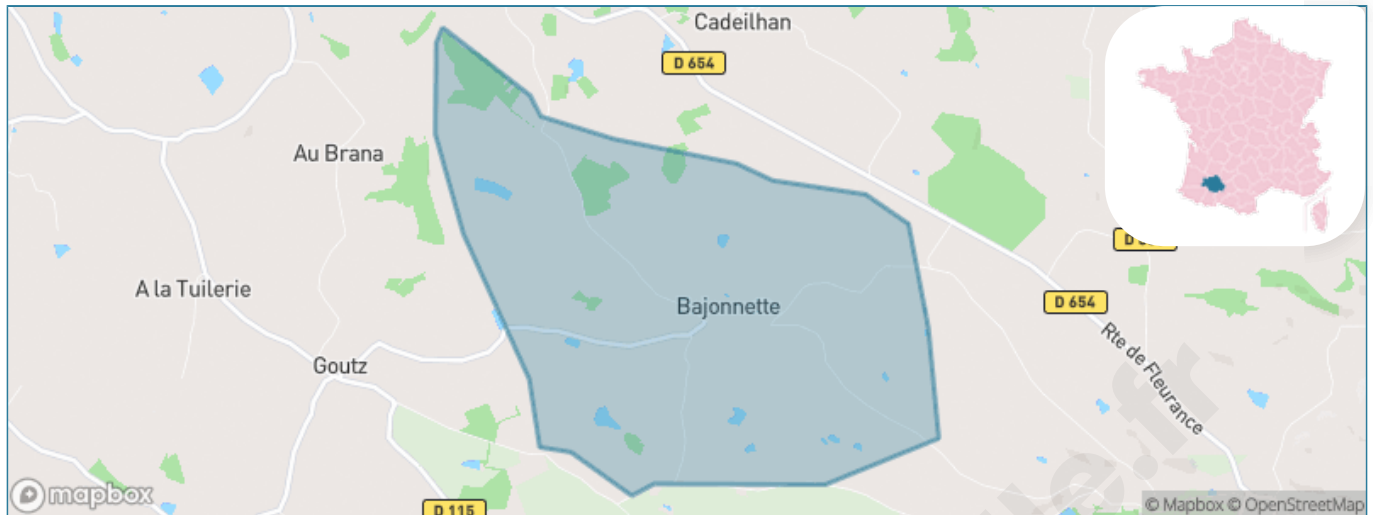 Cadeilhan
D 654
Au Brana
A la Tuilerie
Bajonnette
D 654
Rte de Fleurance
Goutz
D 115
mapbox
© Mapbox © OpenStreetMap